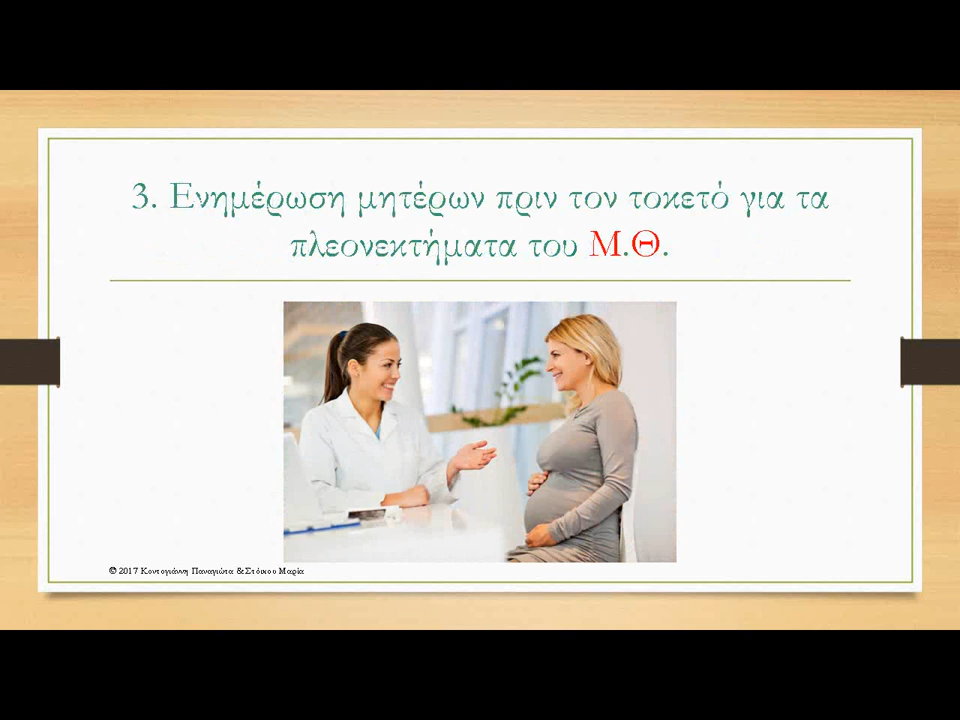 3. Ενημέρωση μητέρων πριν τον τοκετό για τα
πλεονεκτήματα του Μ.Θ.
© 2017 Κοντογιάννη Παναγιώτα & Στόικου Μαρία